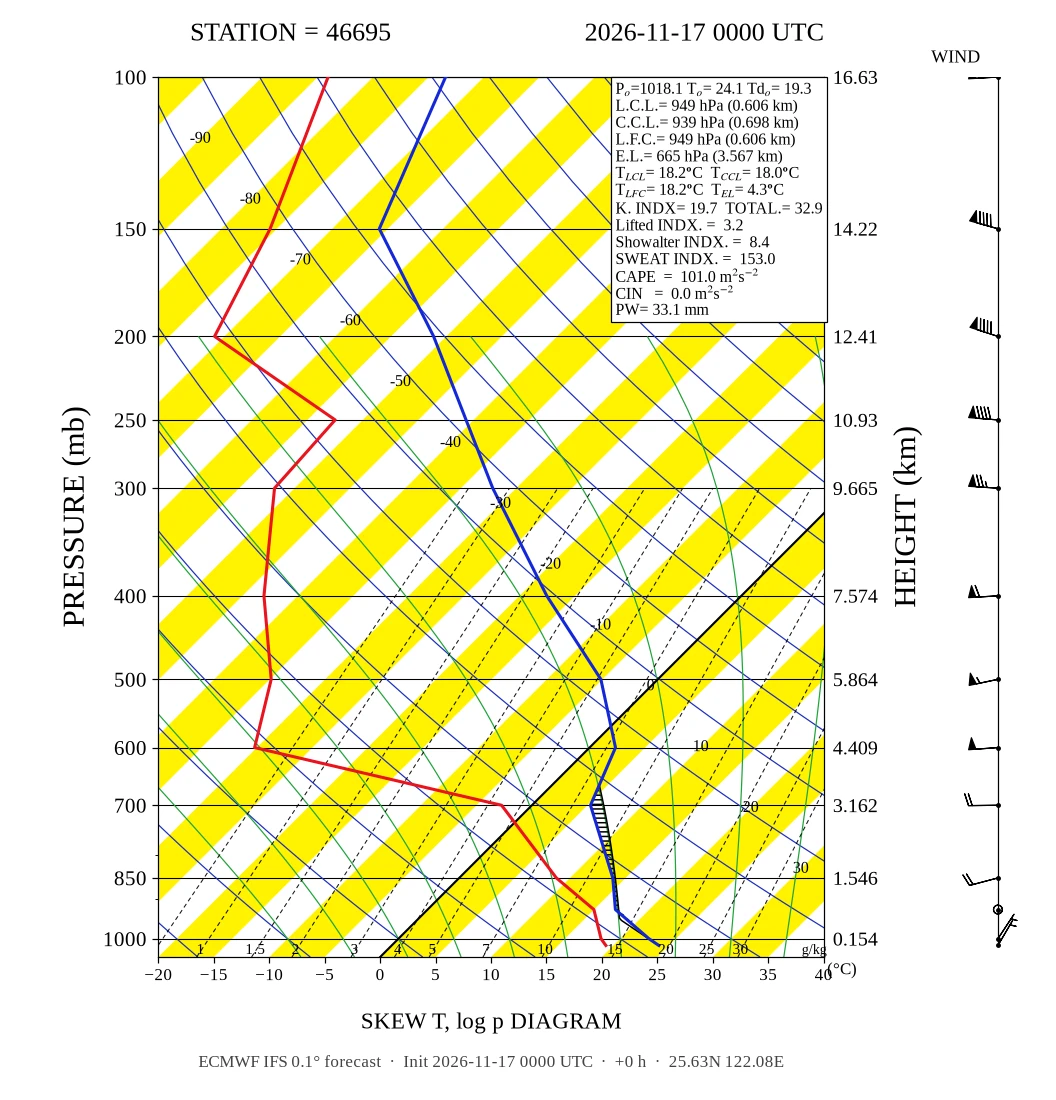 STATION = 46695
2026-11-17 0000 UTC
WIND
P₀=1018.1 T₀= 24.1 Td₀= 19.3
L.C.L.= 949 hPa (0.606 km)
C.C.L.= 939 hPa (0.698 km)
L.F.C.= 949 hPa (0.606 km)
E.L.= 665 hPa (3.567 km)
T_LCL= 18.2°C T_CCL= 18.0°C
T_LFC= 18.2°C T_EL= 4.3°C
K. INDX= 19.7 TOTAL.= 32.9
Lifted INDX. = 3.2
Showalter INDX. = 8.4
SWEAT INDX. = 153.0
CAPE = 101.0 m²s⁻²
CIN = 0.0 m²s⁻²
PW= 33.1 mm
PRESSURE (mb)
100
150
200
250
300
400
500
600
700
850
1000
-90
-80
-70
-60
-50
-40
-30
-20
-10
0
10
20
30
HEIGHT (km)
16.63
14.22
12.41
10.93
9.665
7.574
5.864
4.409
3.162
1.546
0.154
1 1.5 2 3 4 5 7 10 15 20 25 30 g/kg
−20 −15 −10 −5 0 5 10 15 20 25 30 35 40 (°C)
SKEW T, log p DIAGRAM
ECMWF IFS 0.1° forecast · Init 2026-11-17 0000 UTC · +0 h · 25.63N 122.08E